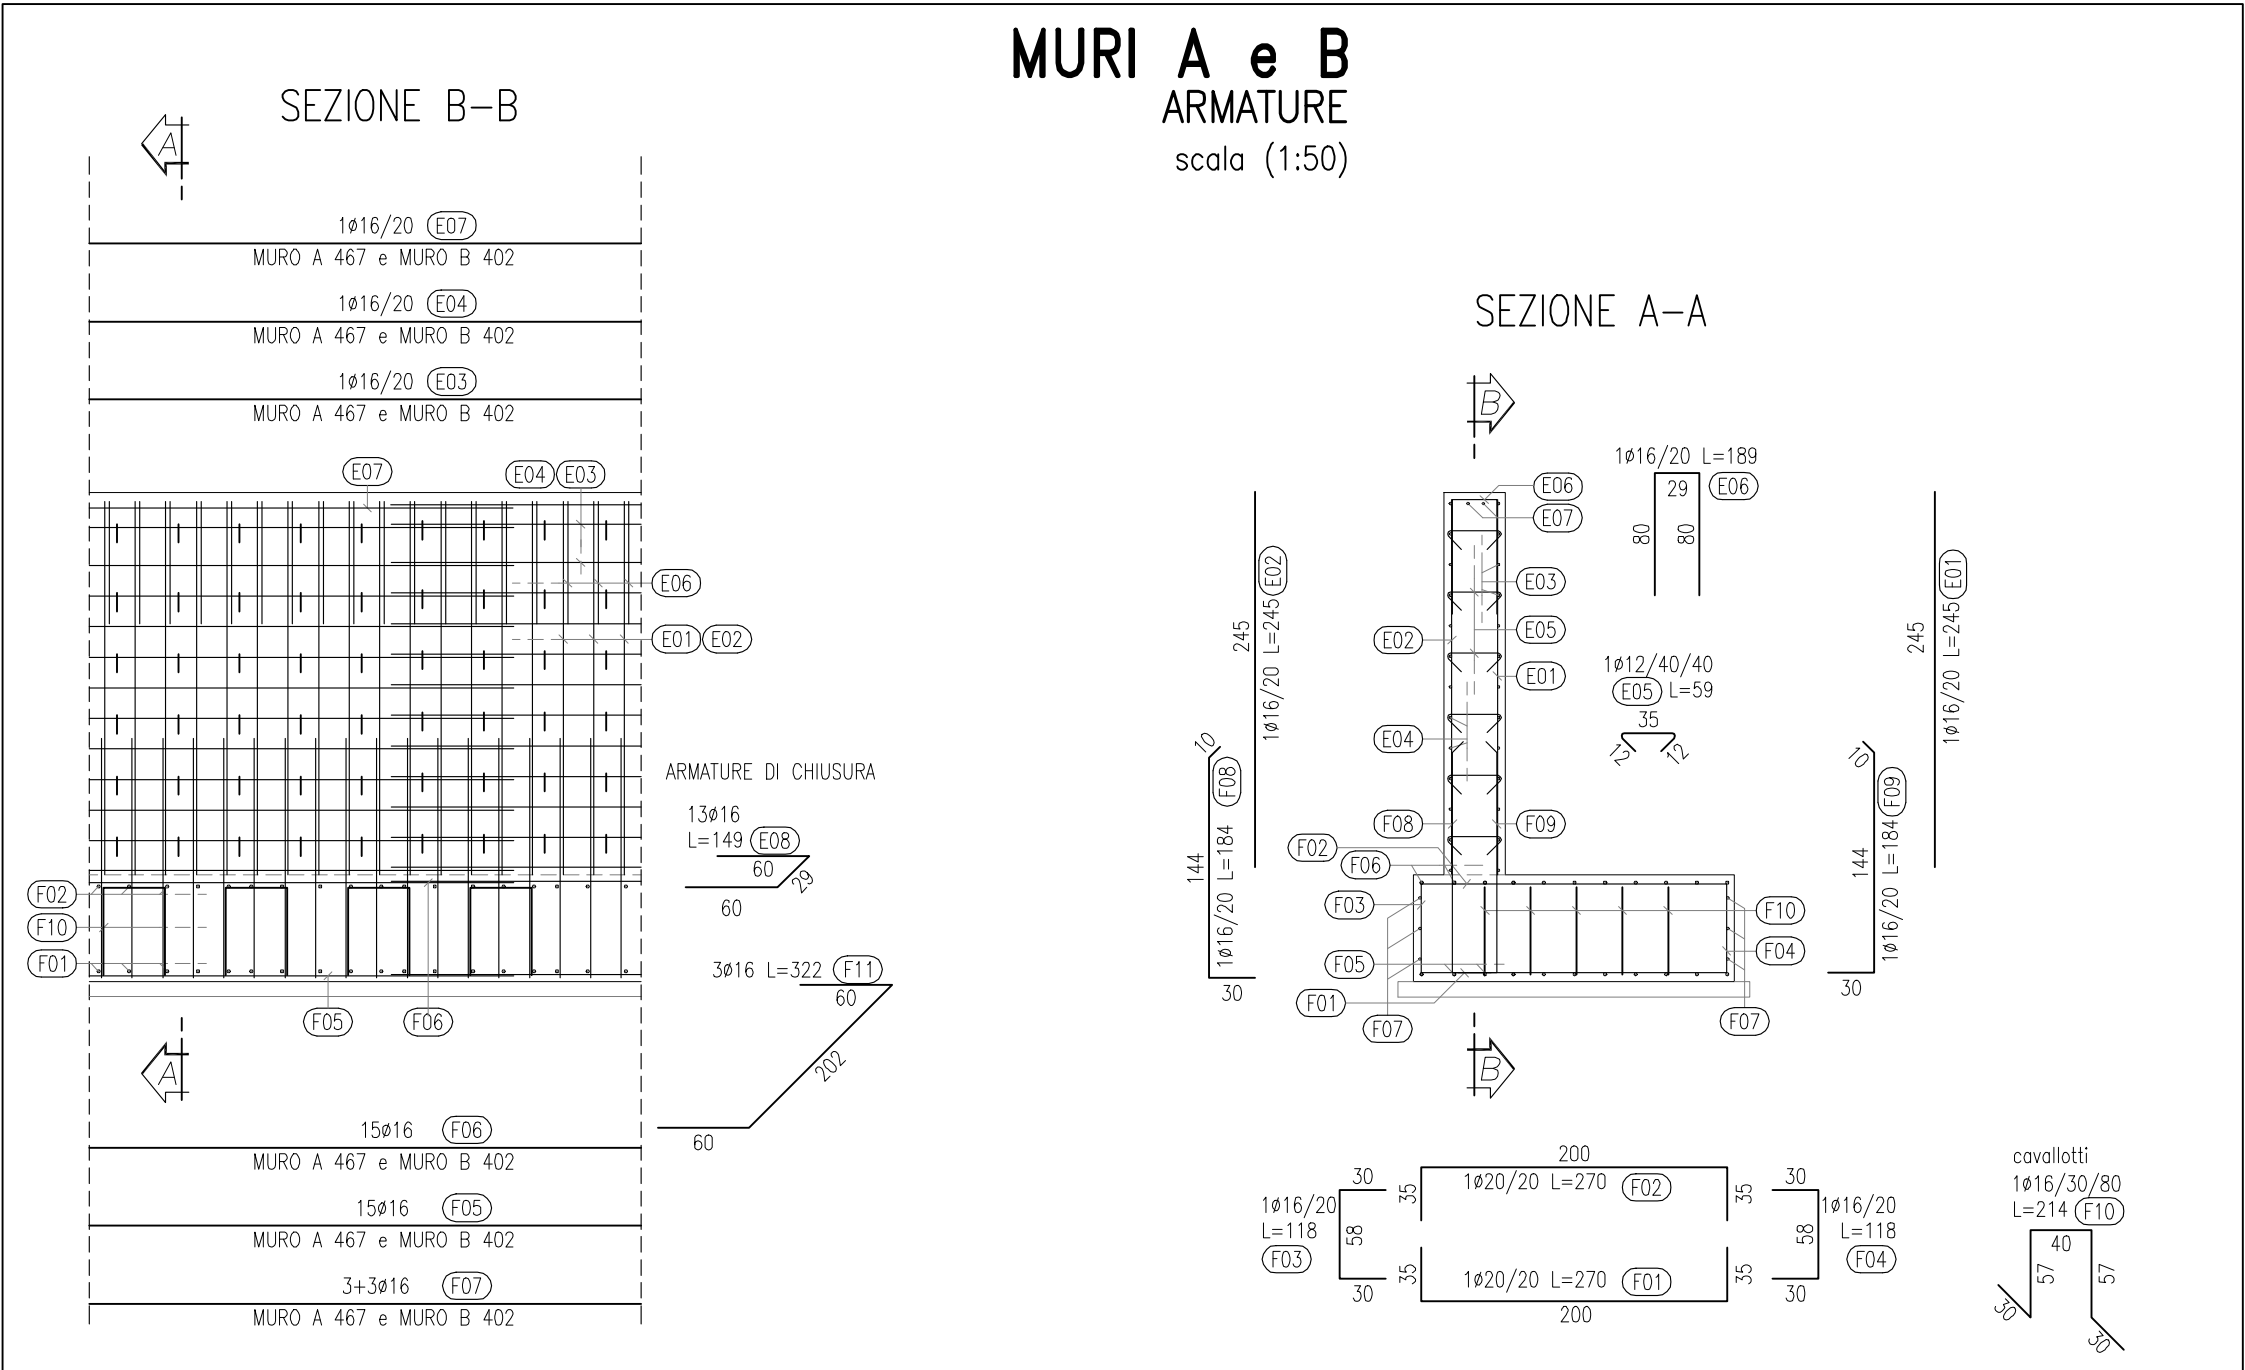 MURI A e B
ARMATURE
scala (1:50)
SEZIONE B-B
A
1ø16/20 E07
MURO A 467 e MURO B 402
1ø16/20 E04
MURO A 467 e MURO B 402
1ø16/20 E03
MURO A 467 e MURO B 402
E07
E04 E03
E06
E01 E02
F02
F10
F01
F05
F06
A
ARMATURE DI CHIUSURA
13ø16
L=149 E08
60
29
60
3ø16 L=322 F11
60
202
60
15ø16 F06
MURO A 467 e MURO B 402
15ø16 F05
MURO A 467 e MURO B 402
3+3ø16 F07
MURO A 467 e MURO B 402
SEZIONE A-A
B
E06
E07
E03
E02
E05
E01
E04
F08
F09
F02
F06
F03
F10
F05
F04
F01
F07
F07
B
245
1ø16/20 L=245 E02
10
144
1ø16/20 L=184 F08
30
1ø16/20 L=189
29 E06
80
80
1ø12/40/40
E05 L=59
35
12
12
245
1ø16/20 L=245 E01
10
144
1ø16/20 L=184 F09
30
200
1ø20/20 L=270 F02
35
35
30
1ø16/20
L=118
F03
58
30
35
35
1ø20/20 L=270 F01
200
30
1ø16/20
L=118
F04
58
30
cavallotti
1ø16/30/80
L=214 F10
40
57
57
30
30